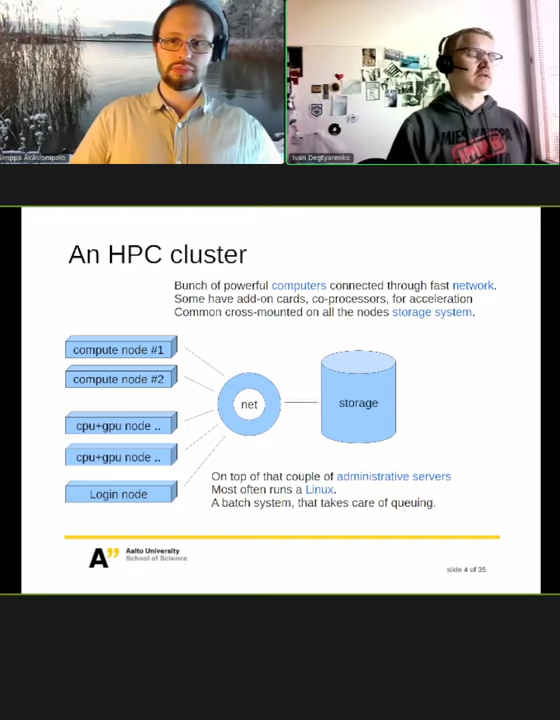 Simppa Äkäslompolo
Ivan Degtyarenko
An HPC cluster
Bunch of powerful computers connected through fast network.
Some have add-on cards, co-processors, for acceleration
Common cross-mounted on all the nodes storage system.
compute node #1
compute node #2
cpu+gpu node ..
cpu+gpu node ..
Login node
net
storage
On top of that couple of administrative servers
Most often runs a Linux.
A batch system, that takes care of queuing.
A”
Aalto University
School of Science
slide 4 of 35